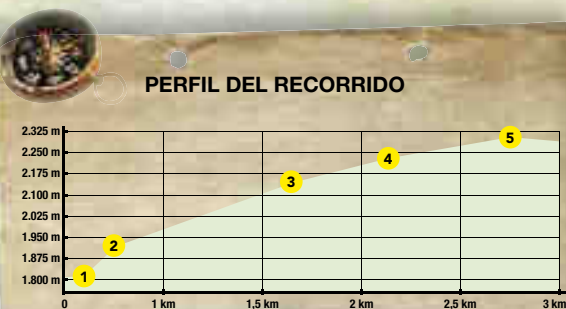 PERFIL DEL RECORRIDO
2.325 m
2.250 m
2.175 m
2.100 m
2.025 m
1.950 m
1.875 m
1.800 m
1
2
3
4
5
0 1 km 1,5 km 2 km 2,5 km 3 km